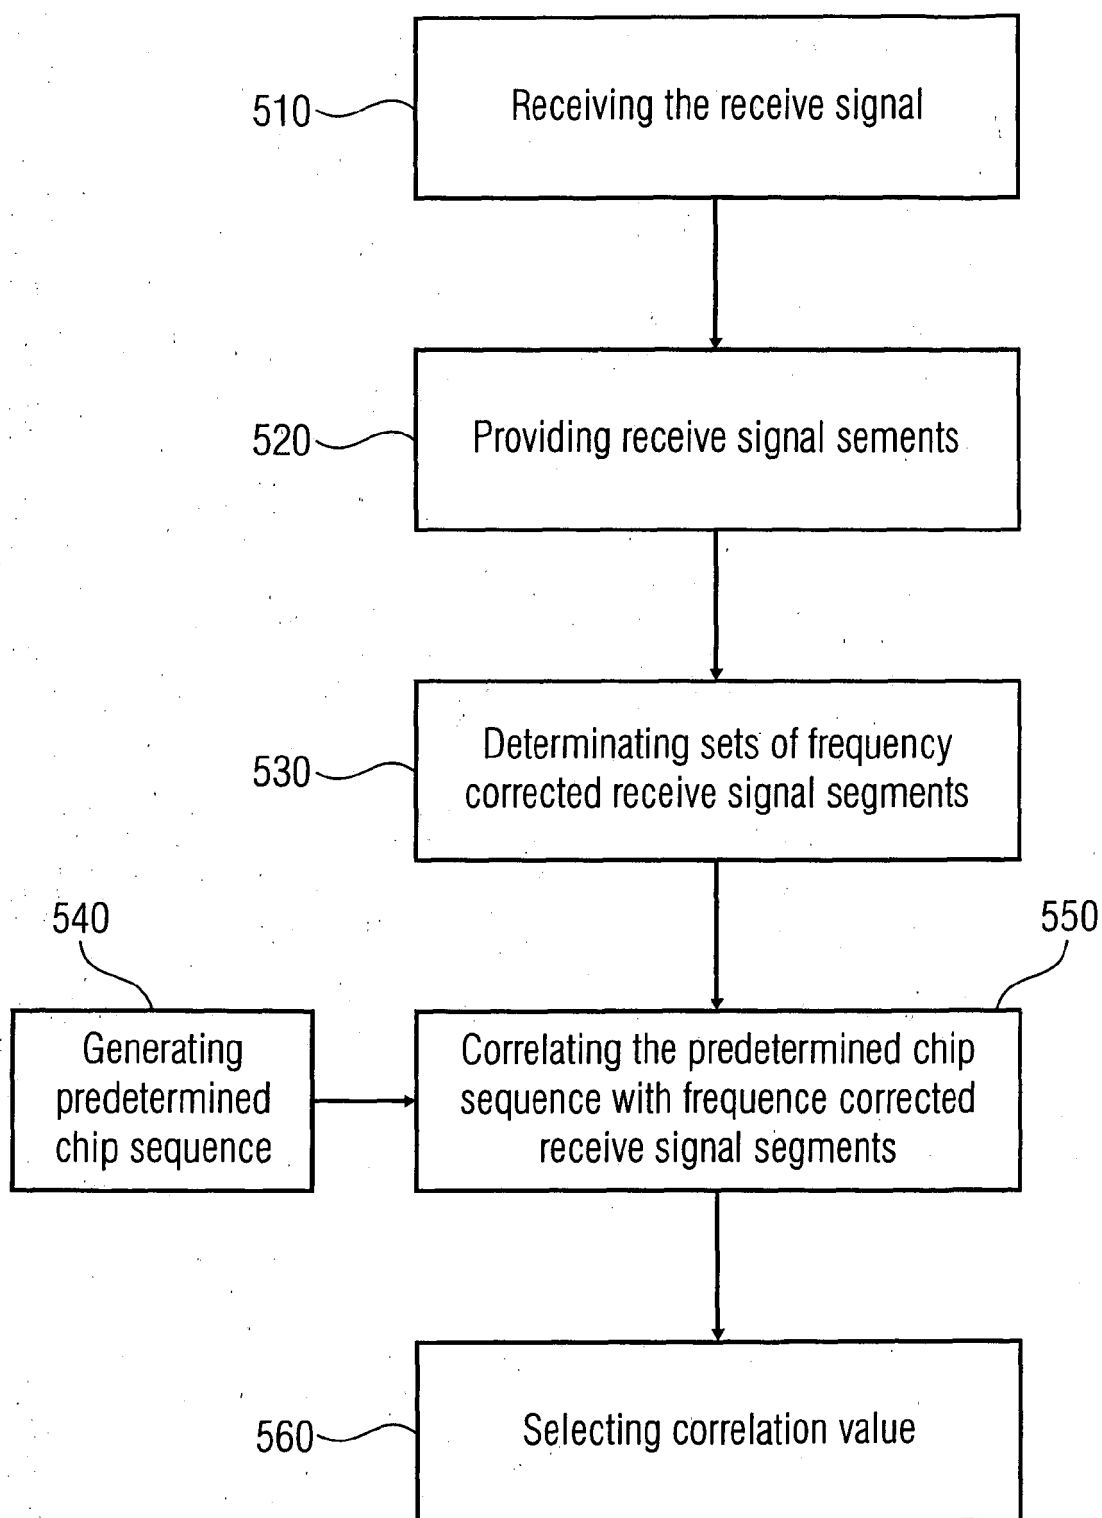 510
Receiving the receive signal
520
Providing receive signal sements
530
Determinating sets of frequency
corrected receive signal segments
540
550
Generating
predetermined
chip sequence
Correlating the predetermined chip
sequence with frequence corrected
receive signal segments
560
Selecting correlation value